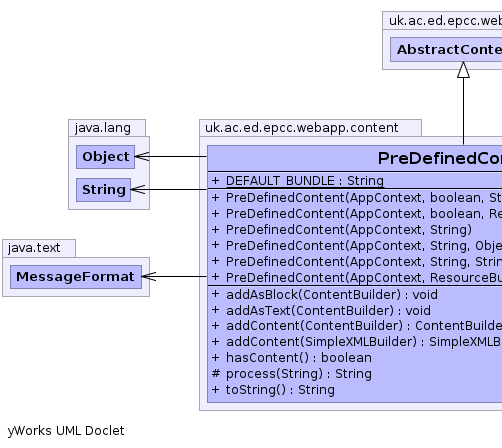 uk.ac.ed.epcc.web
AbstractConte
java.lang
Object
String
uk.ac.ed.epcc.webapp.content
PreDefinedCo
+ DEFAULT_BUNDLE : String
+ PreDefinedContent(AppContext, boolean, St
+ PreDefinedContent(AppContext, boolean, Re
+ PreDefinedContent(AppContext, String)
+ PreDefinedContent(AppContext, String, Obje
+ PreDefinedContent(AppContext, String, Strin
+ PreDefinedContent(AppContext, ResourceBu
java.text
MessageFormat
+ addAsBlock(ContentBuilder) : void
+ addAsText(ContentBuilder) : void
+ addContent(ContentBuilder) : ContentBuilde
+ addContent(SimpleXMLBuilder) : SimpleXMLB
+ hasContent() : boolean
# process(String) : String
+ toString() : String
yWorks UML Doclet